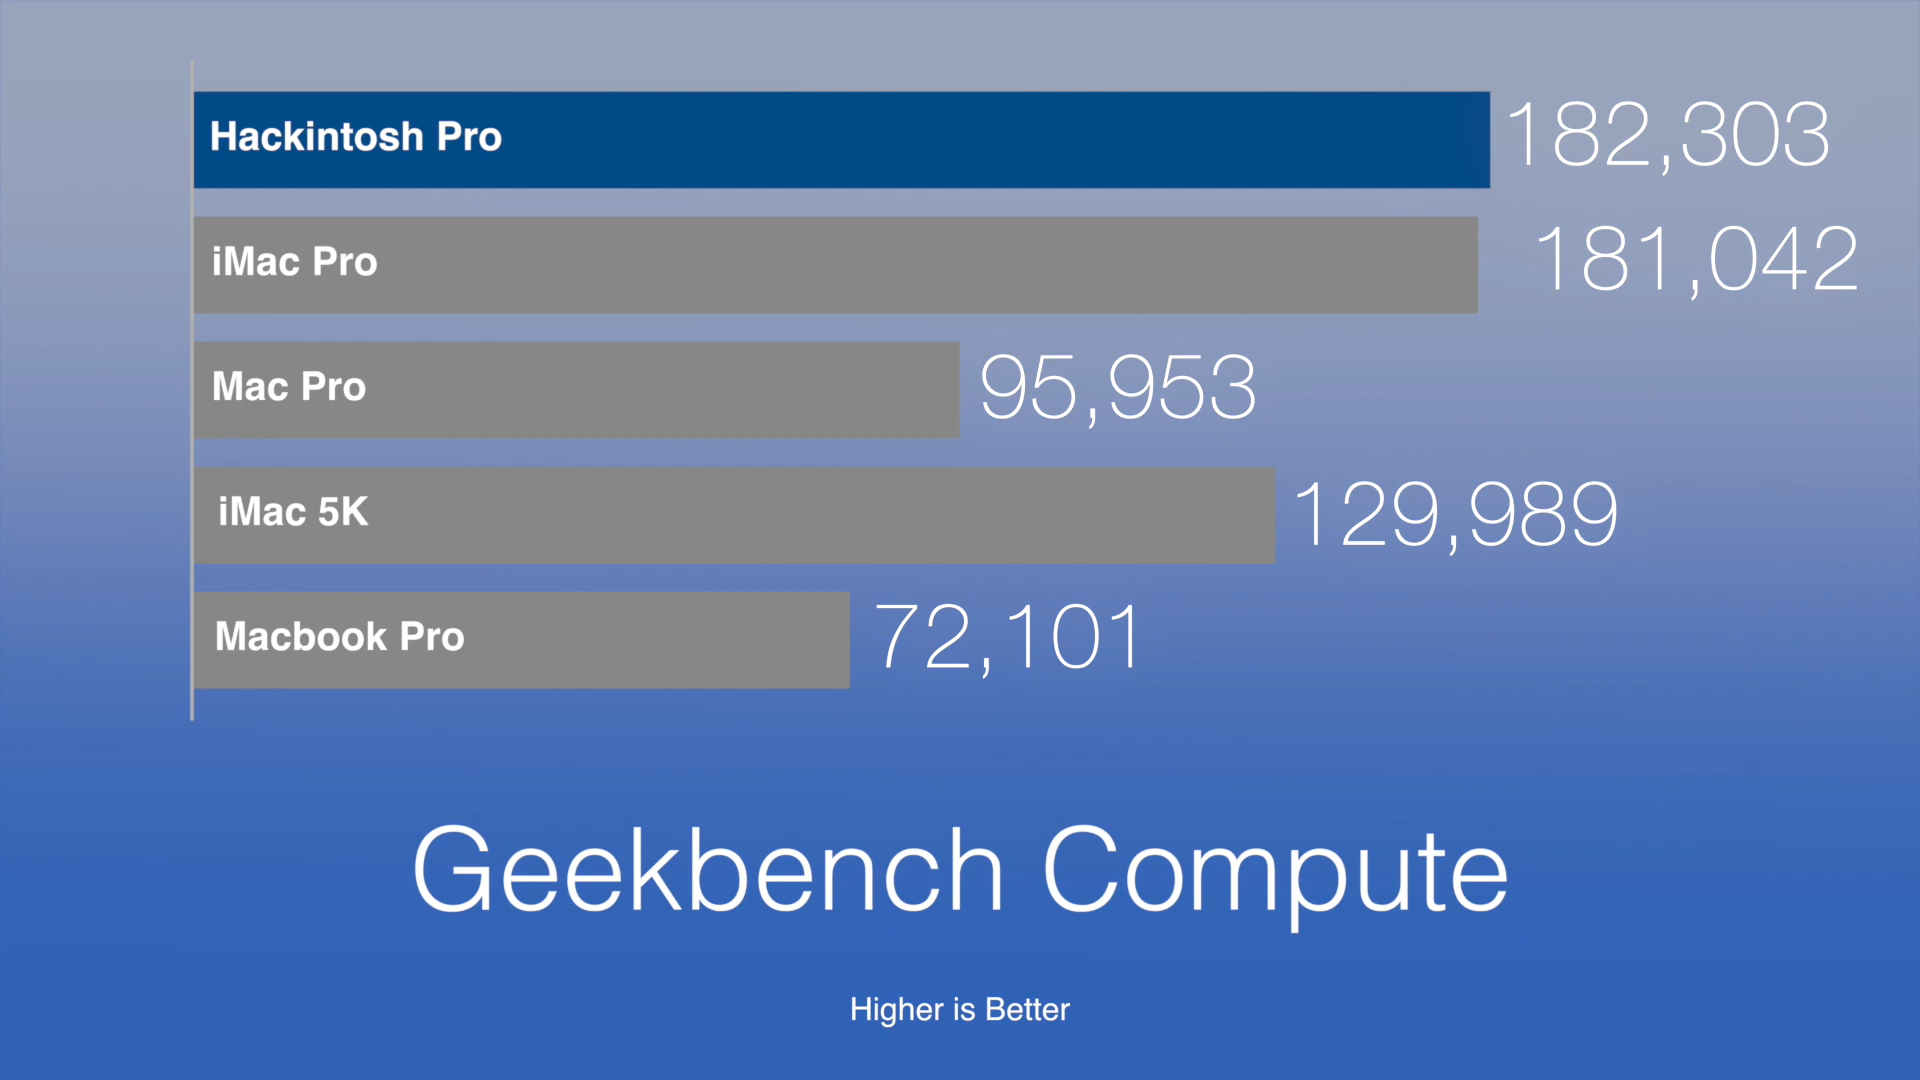 Hackintosh Pro 182,303
iMac Pro 181,042
Mac Pro 95,953
iMac 5K 129,989
Macbook Pro 72,101
Geekbench Compute
Higher is Better